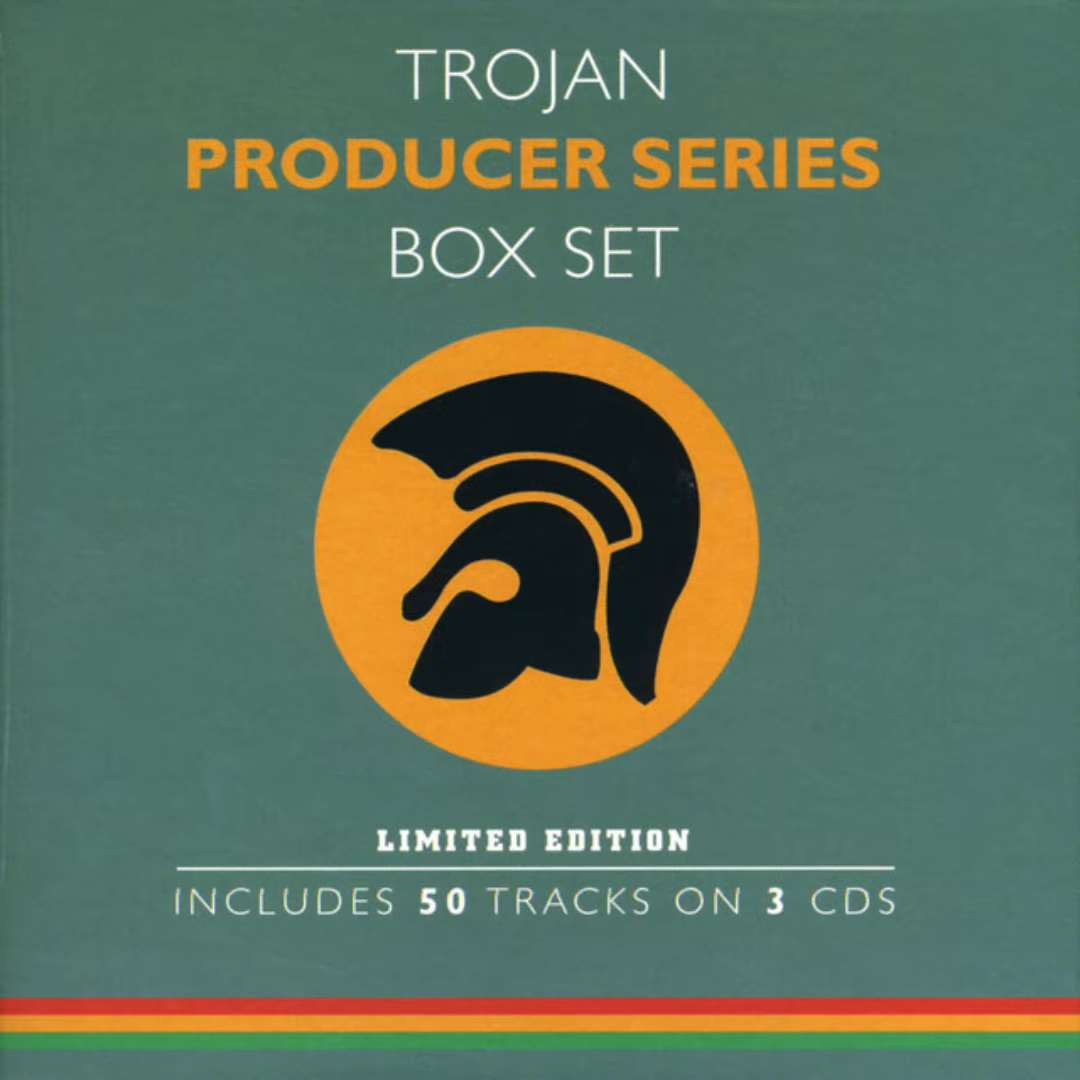 TROJAN
PRODUCER SERIES
BOX SET
LIMITED EDITION
INCLUDES 50 TRACKS ON 3 CDS